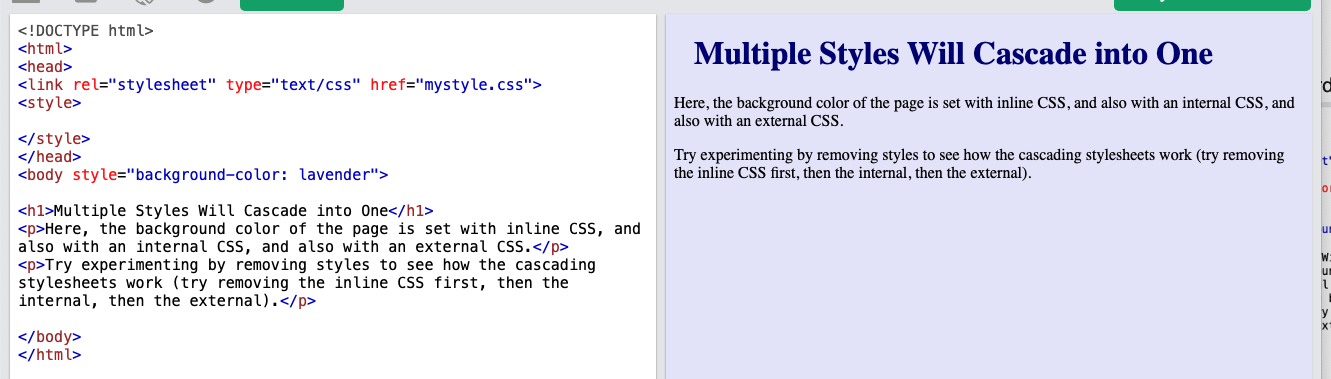 <!DOCTYPE html>
<html>
<head>
<link rel="stylesheet" type="text/css" href="mystyle.css">
<style>
</style>
</head>
<body style="background-color: lavender">
<h1>Multiple Styles Will Cascade into One</h1>
<p>Here, the background color of the page is set with inline CSS, and
also with an internal CSS, and also with an external CSS.</p>
<p>Try experimenting by removing styles to see how the cascading
stylesheets work (try removing the inline CSS first, then the
internal, then the external).</p>
</body>
</html>
Multiple Styles Will Cascade into One
Here, the background color of the page is set with inline CSS, and also with an internal CSS, and
also with an external CSS.
Try experimenting by removing styles to see how the cascading stylesheets work (try removing
the inline CSS first, then the internal, then the external).